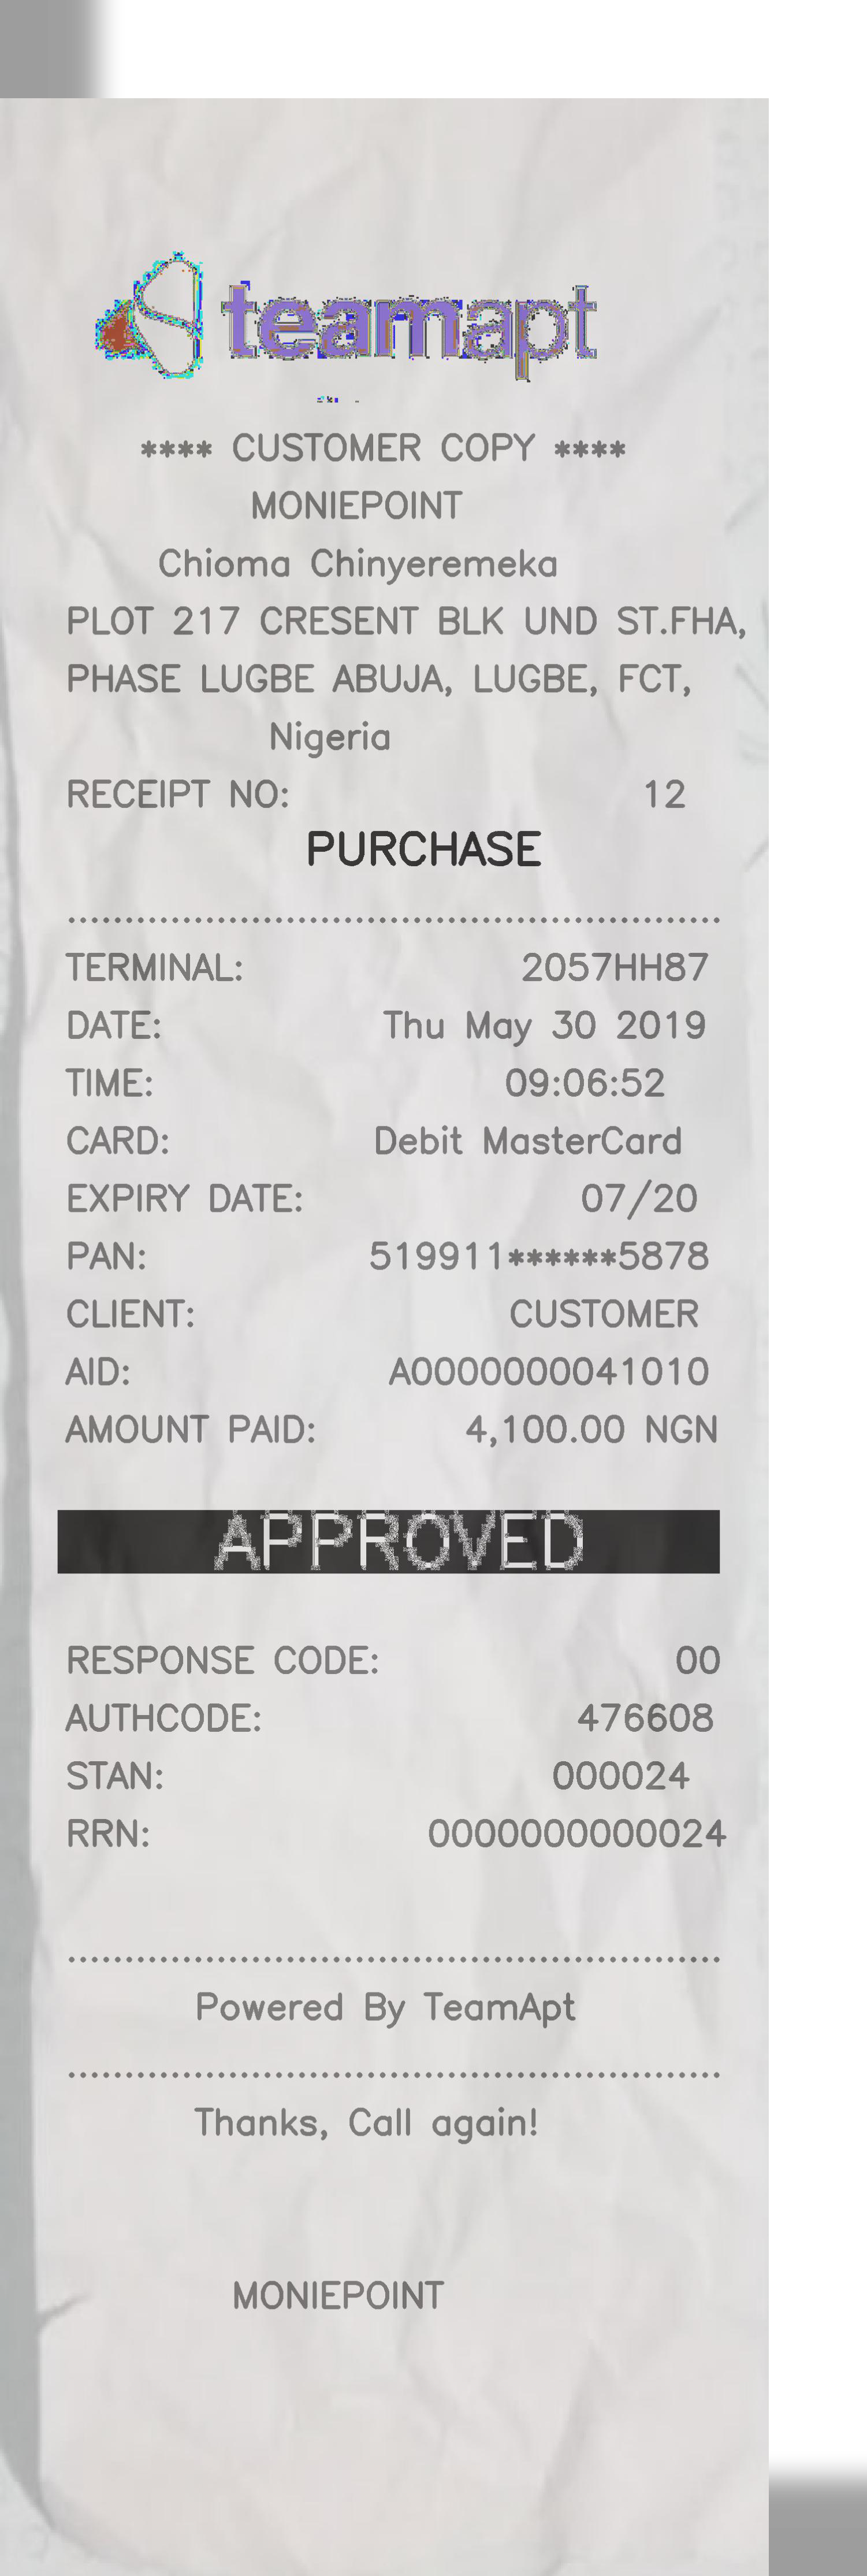 teamapt
**** CUSTOMER COPY ****
MONIEPOINT
Chioma Chinyeremeka
PLOT 217 CRESENT BLK UND ST.FHA,
PHASE LUGBE ABUJA, LUGBE, FCT,
Nigeria
RECEIPT NO: 12
PURCHASE
TERMINAL: 2057HH87
DATE: Thu May 30 2019
TIME: 09:06:52
CARD: Debit MasterCard
EXPIRY DATE: 07/20
PAN: 519911******5878
CLIENT: CUSTOMER
AID: A0000000041010
AMOUNT PAID: 4,100.00 NGN
APPROVED
RESPONSE CODE: 00
AUTHCODE: 476608
STAN: 000024
RRN: 0000000000024
Powered By TeamApt
Thanks, Call again!
MONIEPOINT